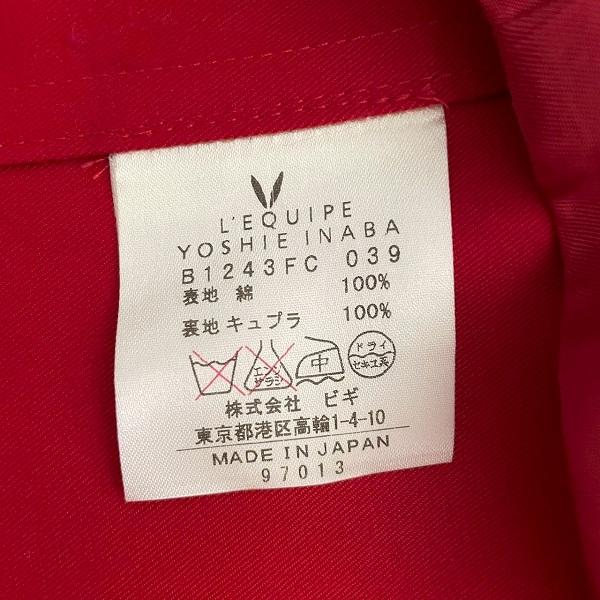 L'EQUIPE
YOSHIE INABA
B1243FC 039
表地 綿 100%
裏地 キュプラ 100%
エンソ サラシ 中 ドライ セキユ系
株式会社 ビギ
東京都港区高輪1-4-10
MADE IN JAPAN
97013